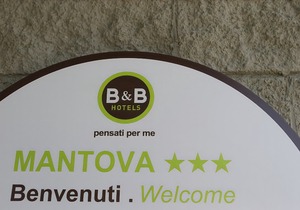 B&B
HOTELS
pensati per me
MANTOVA ★★★
Benvenuti . Welcome